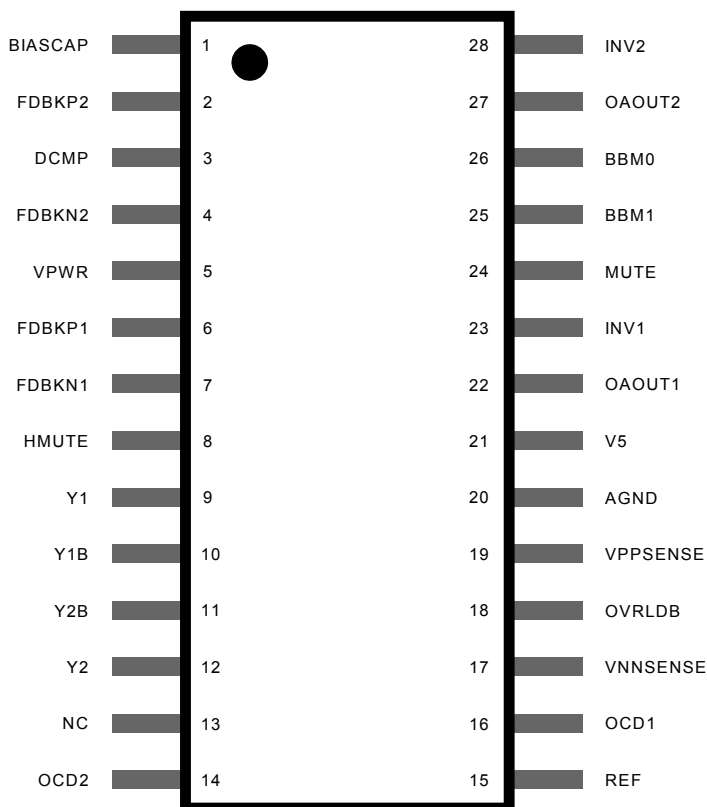 BIASCAP 1 28 INV2
FDBKP2 2 27 OAOUT2
DCMP 3 26 BBM0
FDBKN2 4 25 BBM1
VPWR 5 24 MUTE
FDBKP1 6 23 INV1
FDBKN1 7 22 OAOUT1
HMUTE 8 21 V5
Y1 9 20 AGND
Y1B 10 19 VPPSENSE
Y2B 11 18 OVRLDB
Y2 12 17 VNNSENSE
NC 13 16 OCD1
OCD2 14 15 REF